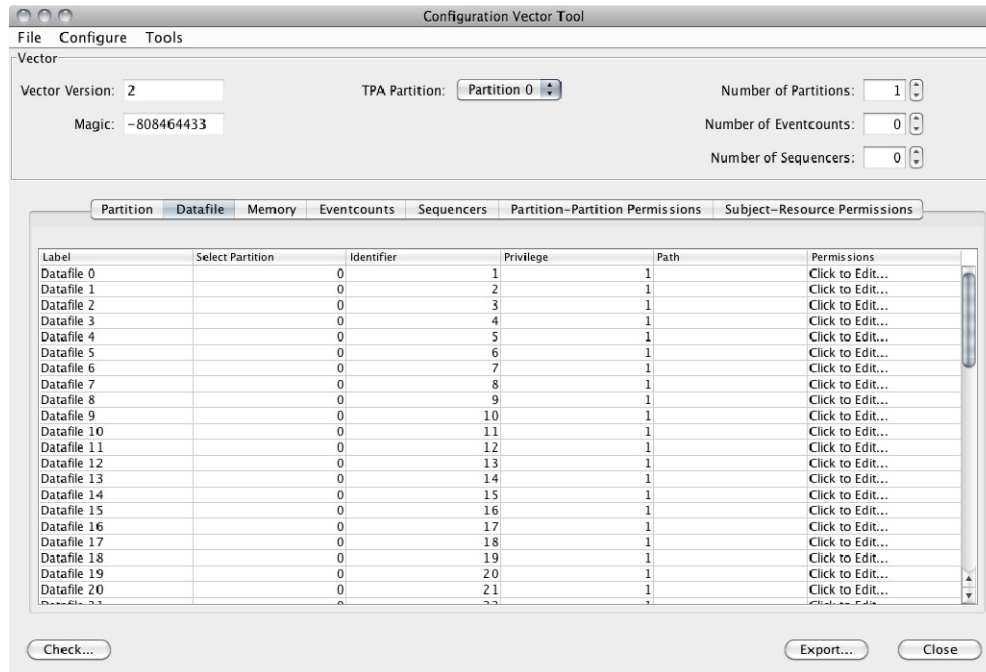 Configuration Vector Tool
File Configure Tools
Vector
Vector Version: 2 TPA Partition: Partition 0 Number of Partitions: 1
Magic: -808464433 Number of Eventcounts: 0
Number of Sequencers: 0
Partition Datafile Memory Eventcounts Sequencers Partition-Partition Permissions Subject-Resource Permissions
Label Select Partition Identifier Privilege Path Permissions
Datafile 0 0 1 1 Click to Edit...
Datafile 1 0 2 1 Click to Edit...
Datafile 2 0 3 1 Click to Edit...
Datafile 3 0 4 1 Click to Edit...
Datafile 4 0 5 1 Click to Edit...
Datafile 5 0 6 1 Click to Edit...
Datafile 6 0 7 1 Click to Edit...
Datafile 7 0 8 1 Click to Edit...
Datafile 8 0 9 1 Click to Edit...
Datafile 9 0 10 1 Click to Edit...
Datafile 10 0 11 1 Click to Edit...
Datafile 11 0 12 1 Click to Edit...
Datafile 12 0 13 1 Click to Edit...
Datafile 13 0 14 1 Click to Edit...
Datafile 14 0 15 1 Click to Edit...
Datafile 15 0 16 1 Click to Edit...
Datafile 16 0 17 1 Click to Edit...
Datafile 17 0 18 1 Click to Edit...
Datafile 18 0 19 1 Click to Edit...
Datafile 19 0 20 1 Click to Edit...
Datafile 20 0 21 1 Click to Edit...
Check... Export... Close